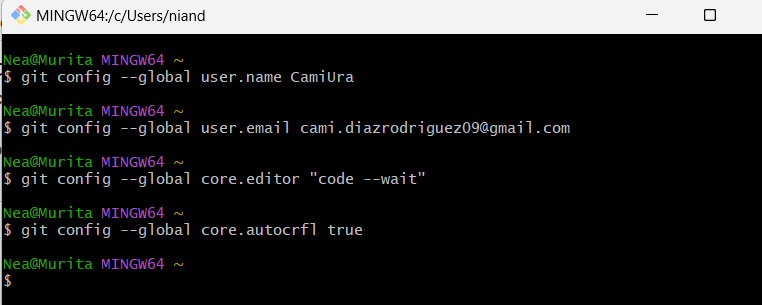 MINGW64:/c/Users/niand
Nea@Murita MINGW64 ~
$ git config --global user.name CamiUra
Nea@Murita MINGW64 ~
$ git config --global user.email cami.diazrodriguez09@gmail.com
Nea@Murita MINGW64 ~
$ git config --global core.editor "code --wait"
Nea@Murita MINGW64 ~
$ git config --global core.autocrfl true
Nea@Murita MINGW64 ~
$